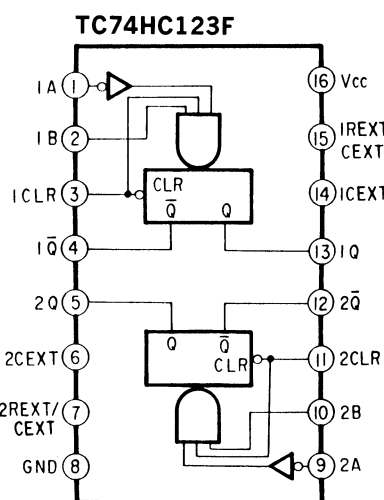 TC74HC123F
1A 1 16 Vcc
1B 2 15 1REXT
CEXT
1CLR 3 14 1CEXT
CLR
Q̅ Q
1Q̅ 4 13 1Q
2Q 5 12 2Q̅
Q Q̅
2CEXT 6 CLR 11 2CLR
2REXT/ 7 10 2B
CEXT
GND 8 9 2A